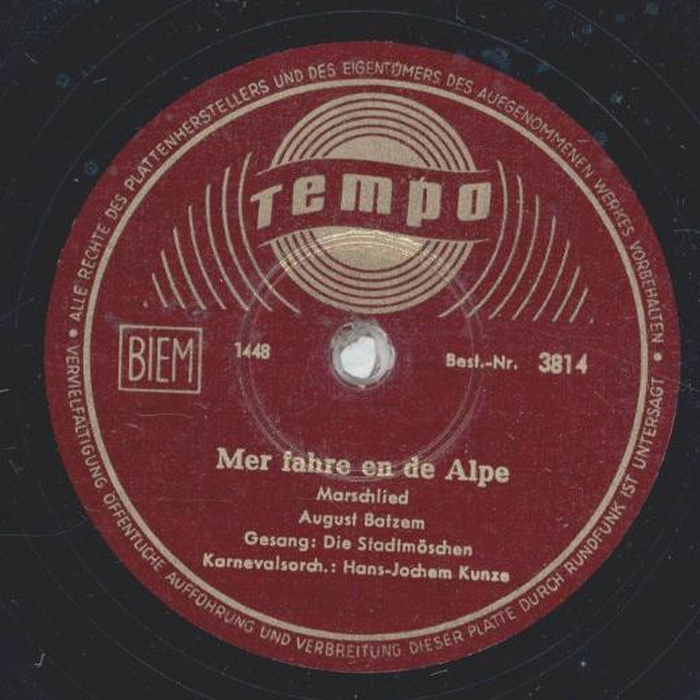 ALLE RECHTE DES PLATTENHERSTELLERS UND DES EIGENTÜMERS DES AUFGENOMMENEN WERKES VORBEHALTEN •
Tempo
BIEM
1448
Best.-Nr. 3814
Mer fahre en de Alpe
Marschlied
August Batzem
Gesang: Die Stadtmöschen
Karnevalsorch.: Hans-Jochem Kunze
• VERVIELFÄLTIGUNG ÖFFENTLICHE AUFFÜHRUNG UND VERBREITUNG DIESER PLATTE DURCH RUNDFUNK IST UNTERSAGT